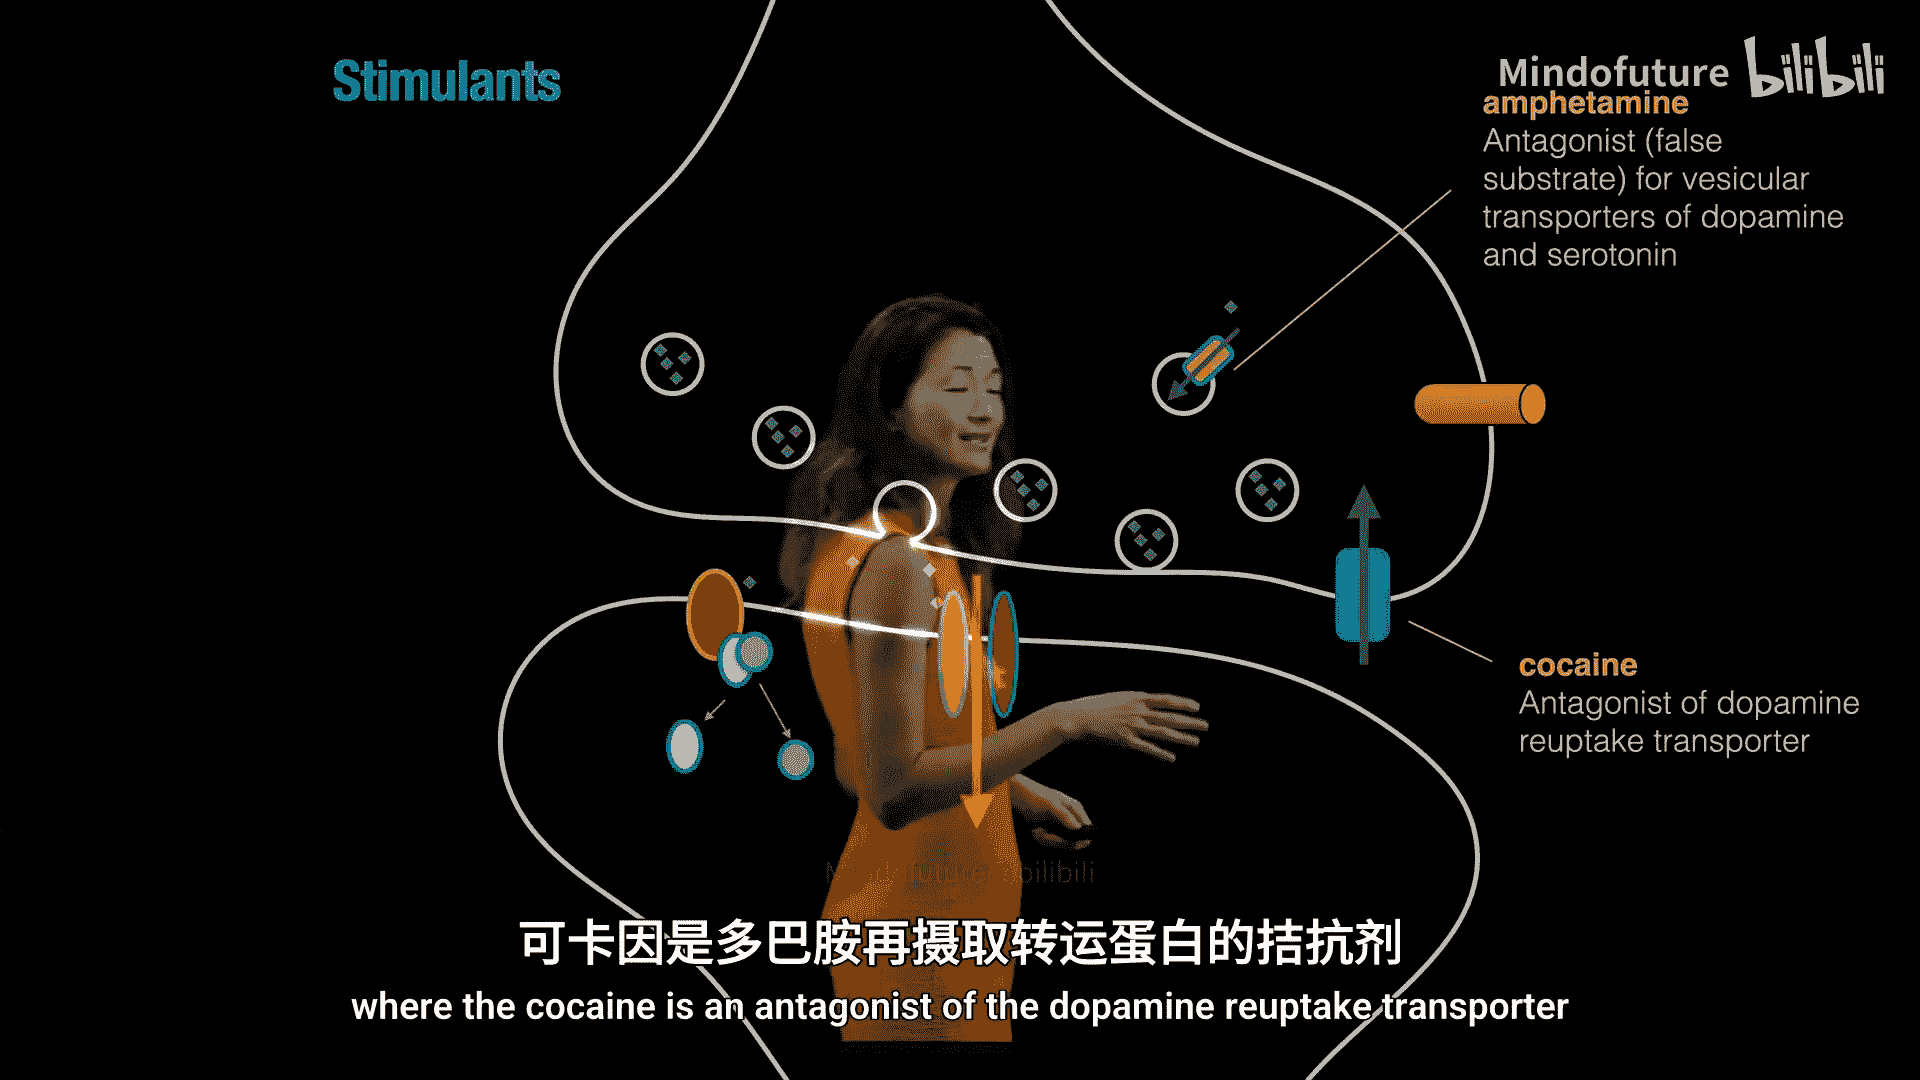 Stimulants
Mindofuture bilibili
amphetamine
Antagonist (false
substrate) for vesicular
transporters of dopamine
and serotonin
cocaine
Antagonist of dopamine
reuptake transporter
bilibili
可卡因是多巴胺再摄取转运蛋白的拮抗剂
where the cocaine is an antagonist of the dopamine reuptake transporter